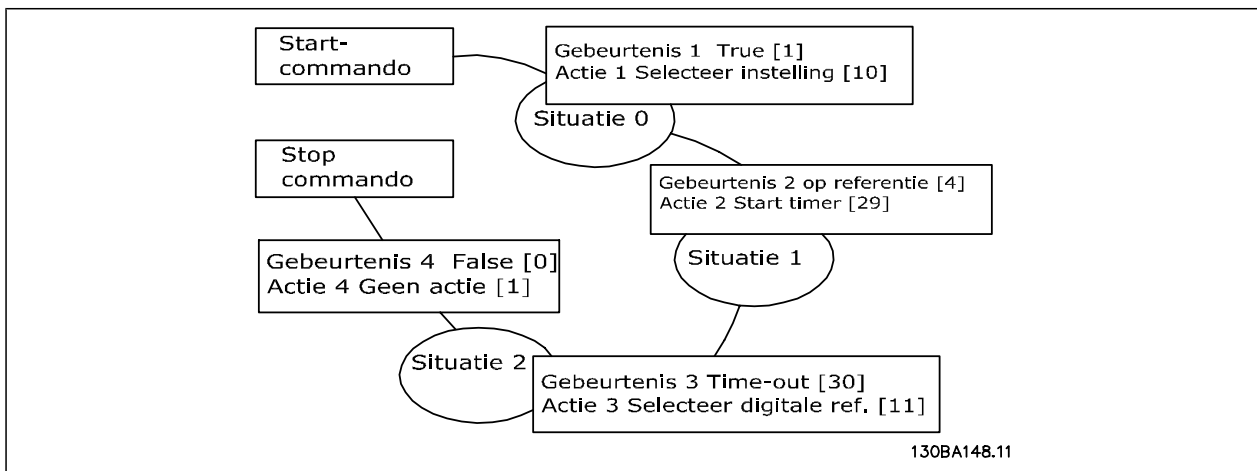 Start-
commando
Gebeurtenis 1  True [1]
Actie 1 Selecteer instelling [10]
Situatie 0
Stop
commando
Gebeurtenis 2 op referentie [4]
Actie 2 Start timer [29]
Situatie 1
Gebeurtenis 4  False [0]
Actie 4 Geen actie [1]
Situatie 2
Gebeurtenis 3 Time-out [30]
Actie 3 Selecteer digitale ref. [11]
130BA148.11